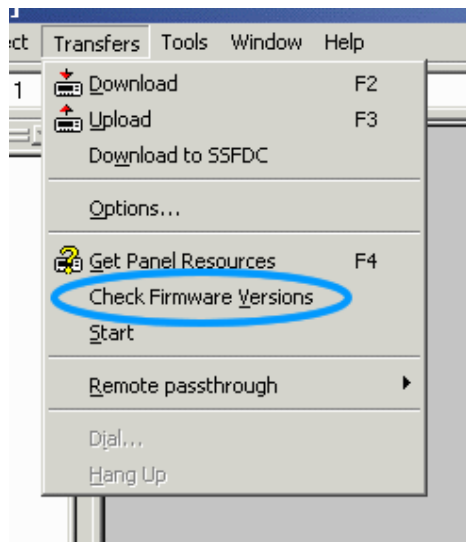 ect Transfers Tools Window Help
1
Download F2
Upload F3
Download to SSFDC
Options...
Get Panel Resources F4
Check Firmware Versions
Start
Remote passthrough
Dial...
Hang Up